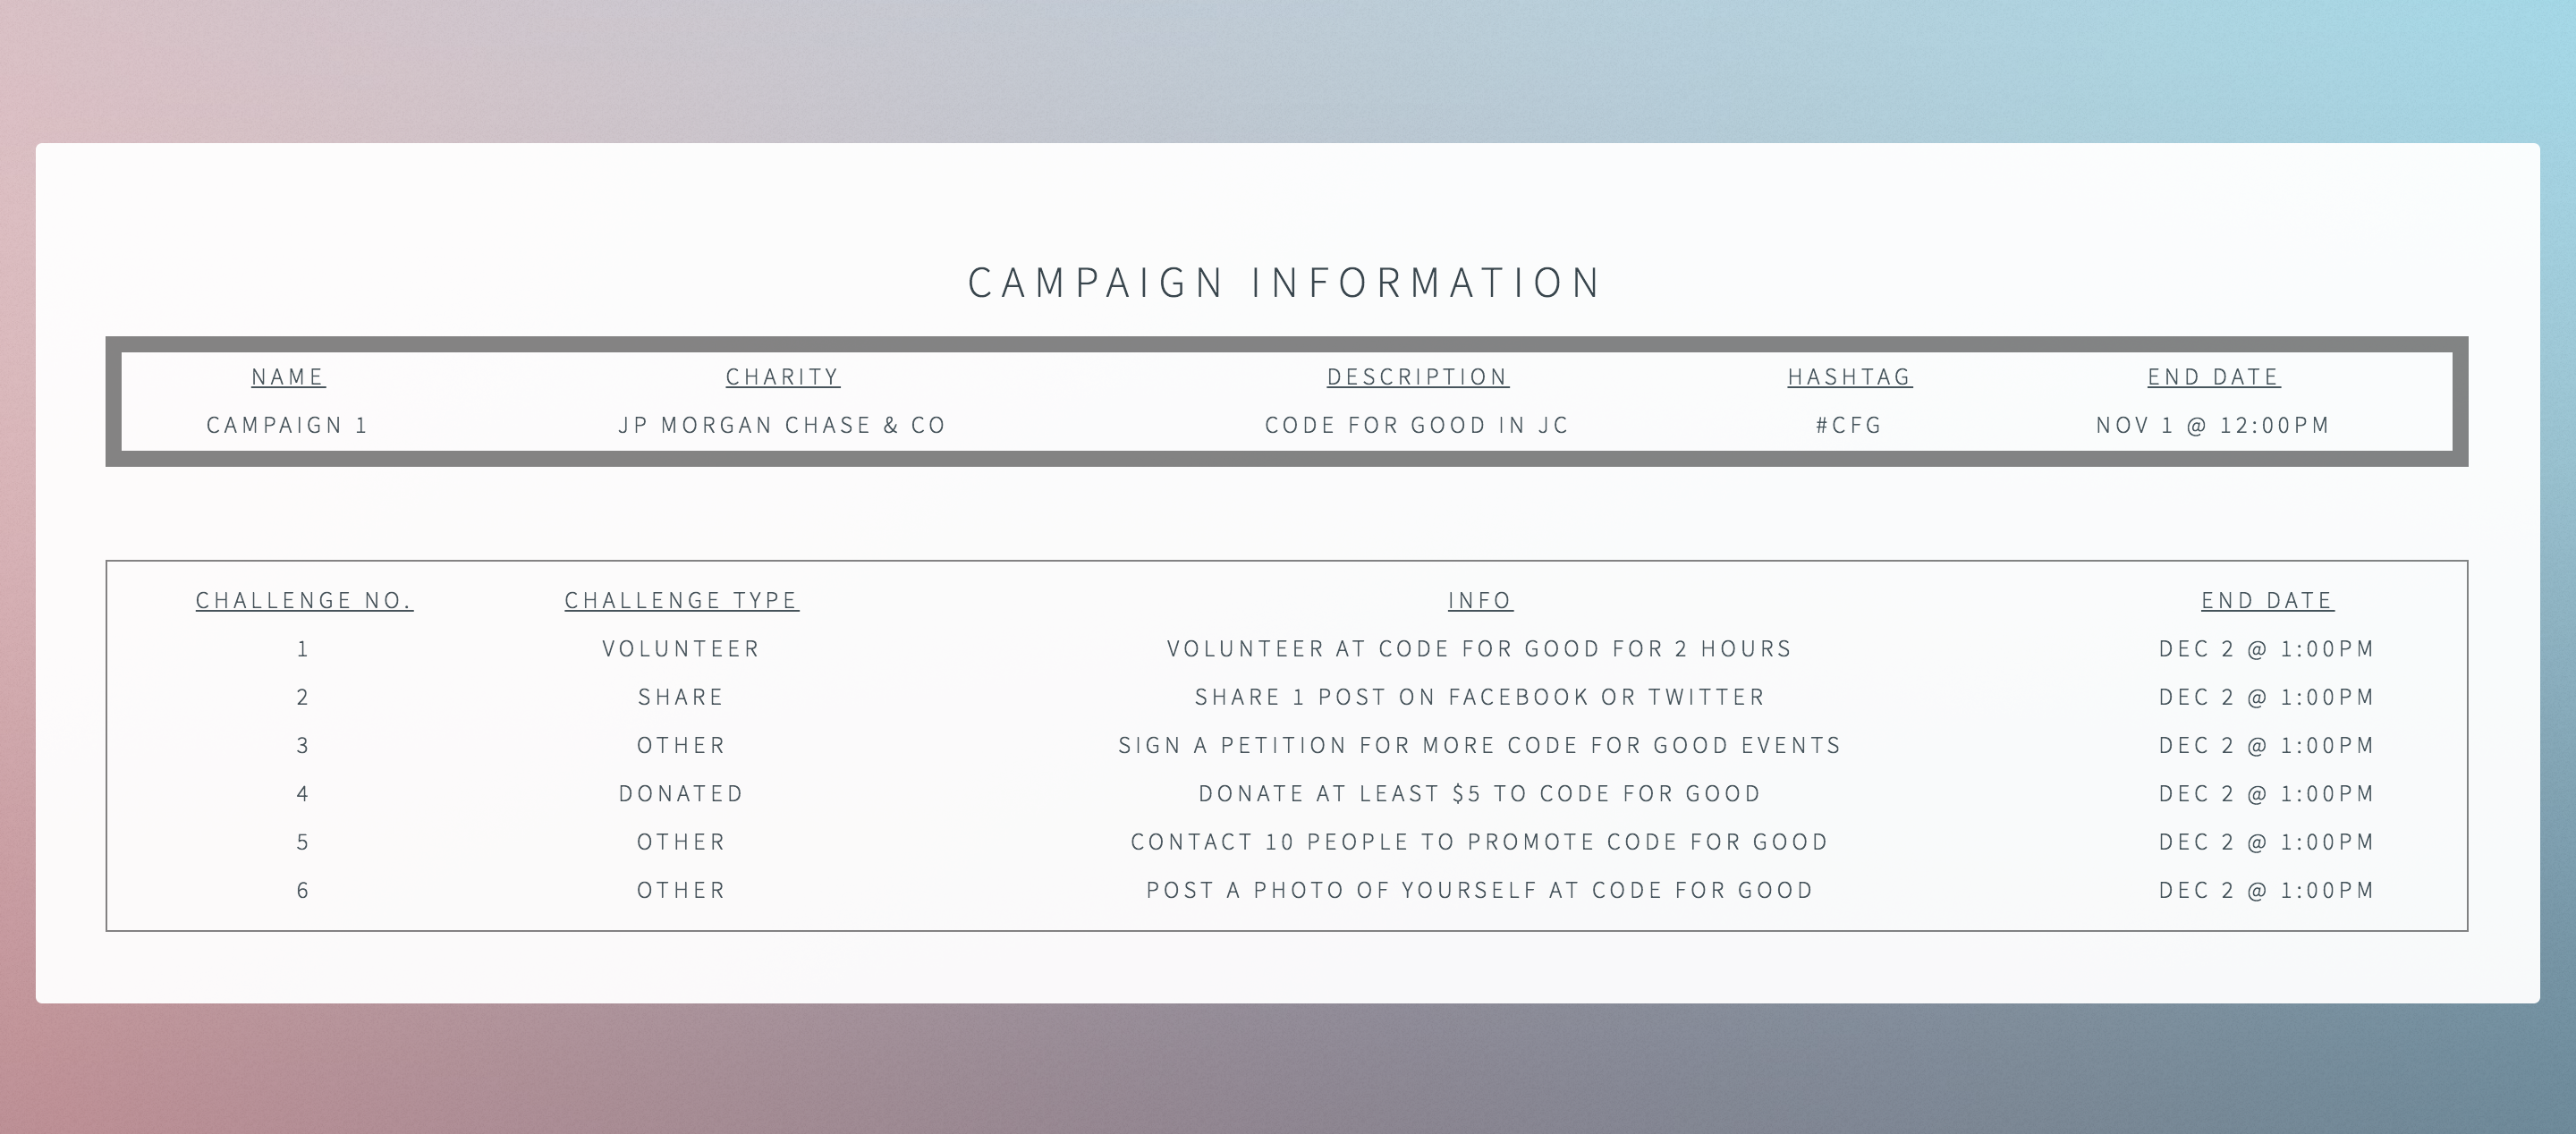 CAMPAIGN INFORMATION
NAME CHARITY DESCRIPTION HASHTAG END DATE
CAMPAIGN 1 JP MORGAN CHASE & CO CODE FOR GOOD IN JC #CFG NOV 1 @ 12:00PM
CHALLENGE NO. CHALLENGE TYPE INFO END DATE
1 VOLUNTEER VOLUNTEER AT CODE FOR GOOD FOR 2 HOURS DEC 2 @ 1:00PM
2 SHARE SHARE 1 POST ON FACEBOOK OR TWITTER DEC 2 @ 1:00PM
3 OTHER SIGN A PETITION FOR MORE CODE FOR GOOD EVENTS DEC 2 @ 1:00PM
4 DONATED DONATE AT LEAST $5 TO CODE FOR GOOD DEC 2 @ 1:00PM
5 OTHER CONTACT 10 PEOPLE TO PROMOTE CODE FOR GOOD DEC 2 @ 1:00PM
6 OTHER POST A PHOTO OF YOURSELF AT CODE FOR GOOD DEC 2 @ 1:00PM